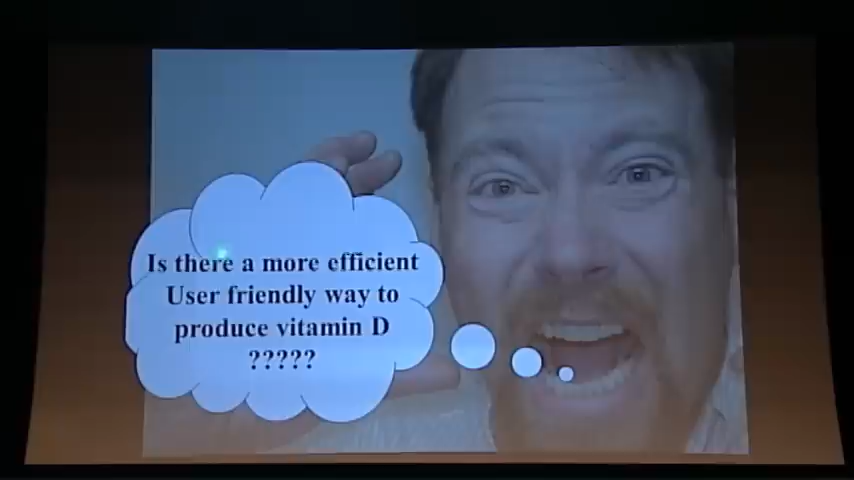 Is there a more efficient
User friendly way to
produce vitamin D
?????